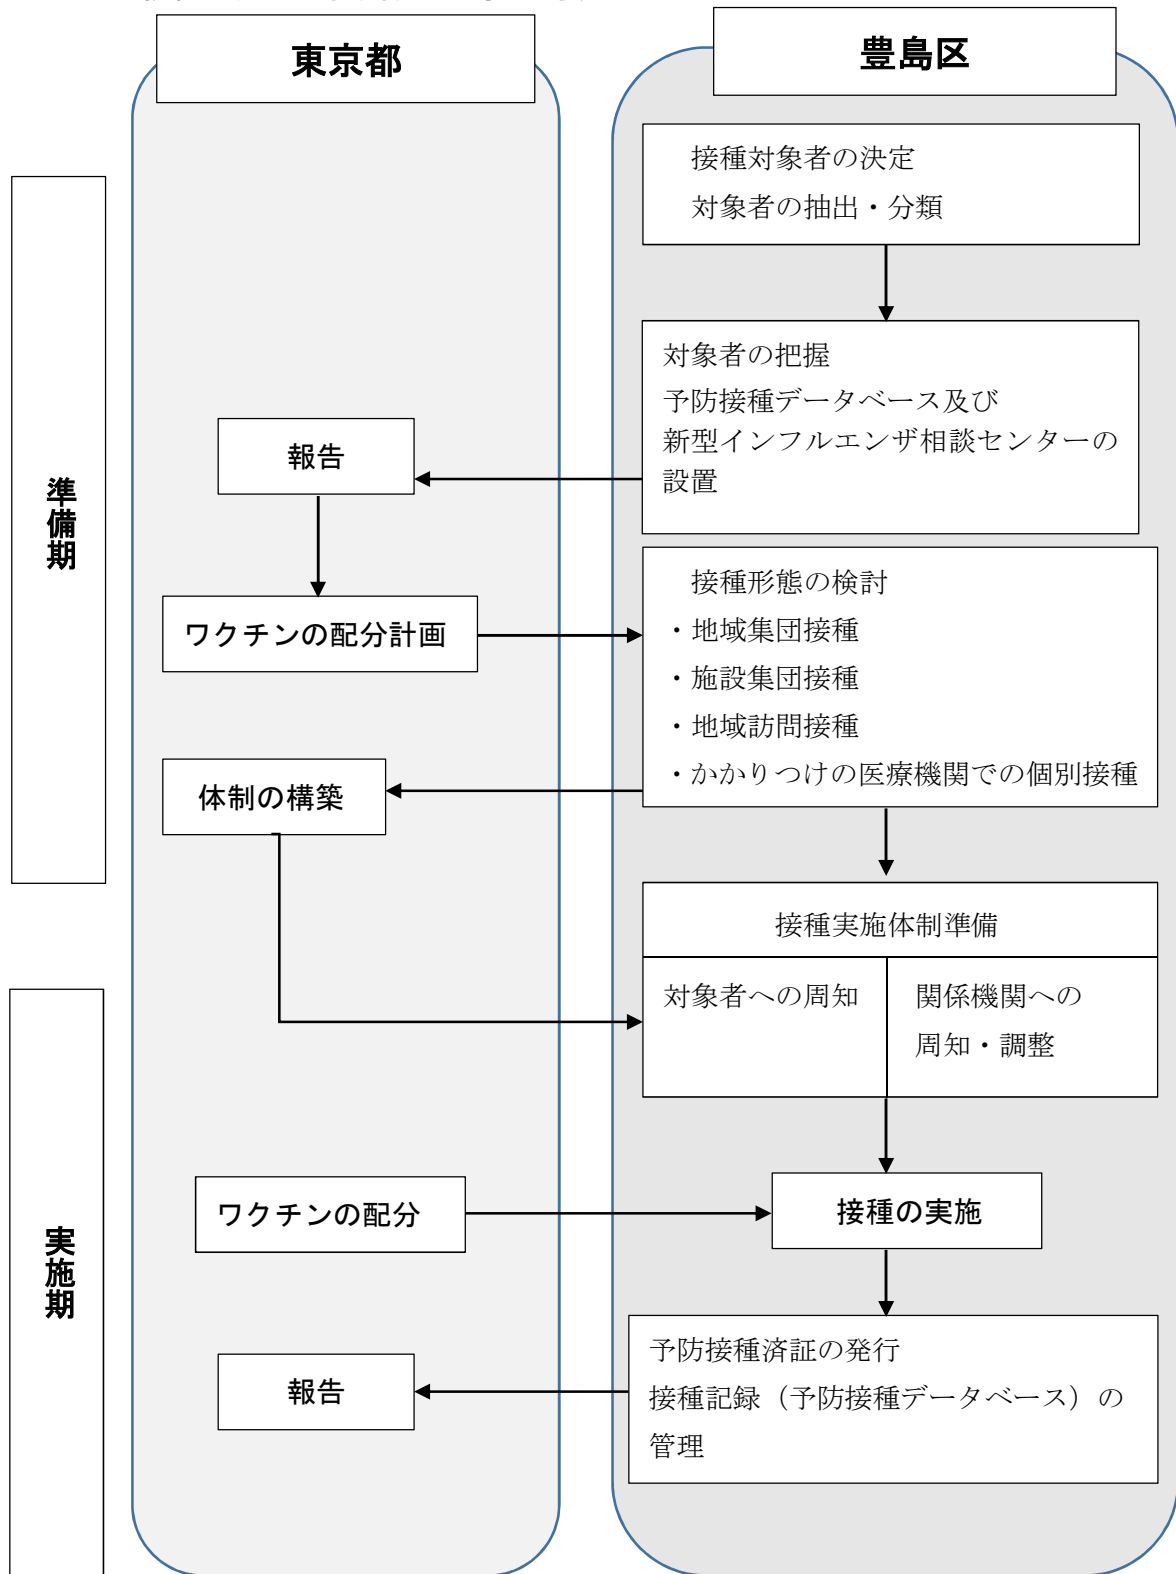 東京都
豊島区
接種対象者の決定
対象者の抽出・分類
準備期
対象者の把握
予防接種データベース及び
新型インフルエンザ相談センターの
設置
報告
接種形態の検討
・地域集団接種
・施設集団接種
・地域訪問接種
・かかりつけの医療機関での個別接種
ワクチンの配分計画
体制の構築
接種実施体制準備
対象者への周知
関係機関への
周知・調整
実施期
ワクチンの配分
接種の実施
予防接種済証の発行
接種記録（予防接種データベース）の
管理
報告